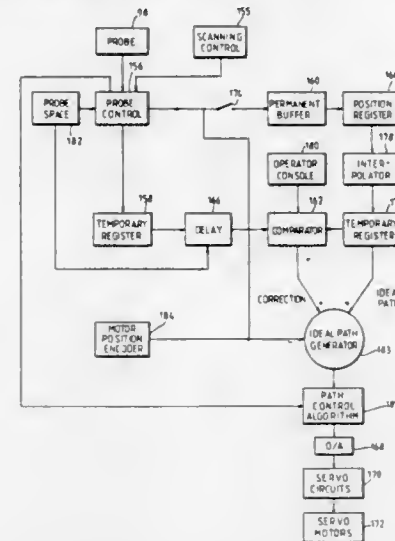 98
155
PROBE
SCANNING
CONTROL
156
174
160
PROBE
SPACE
PROBE
CONTROL
PERMANENT
BUFFER
POSITION
REGISTER
182
180
178
OPERATOR
CONSOLE
INTER-
POLATOR
158
166
162
TEMPORARY
REGISTER
DELAY
COMPARATOR
TEMPORARY
REGISTER
CORRECTION
IDEAL
PATH
184
MOTOR
POSITION
ENCODER
IDEAL PATH
GENERATOR
183
PATH
CONTROL
ALGORITHM
D/A
168
SERVO
CIRCUITS
170
SERVO
MOTORS
172